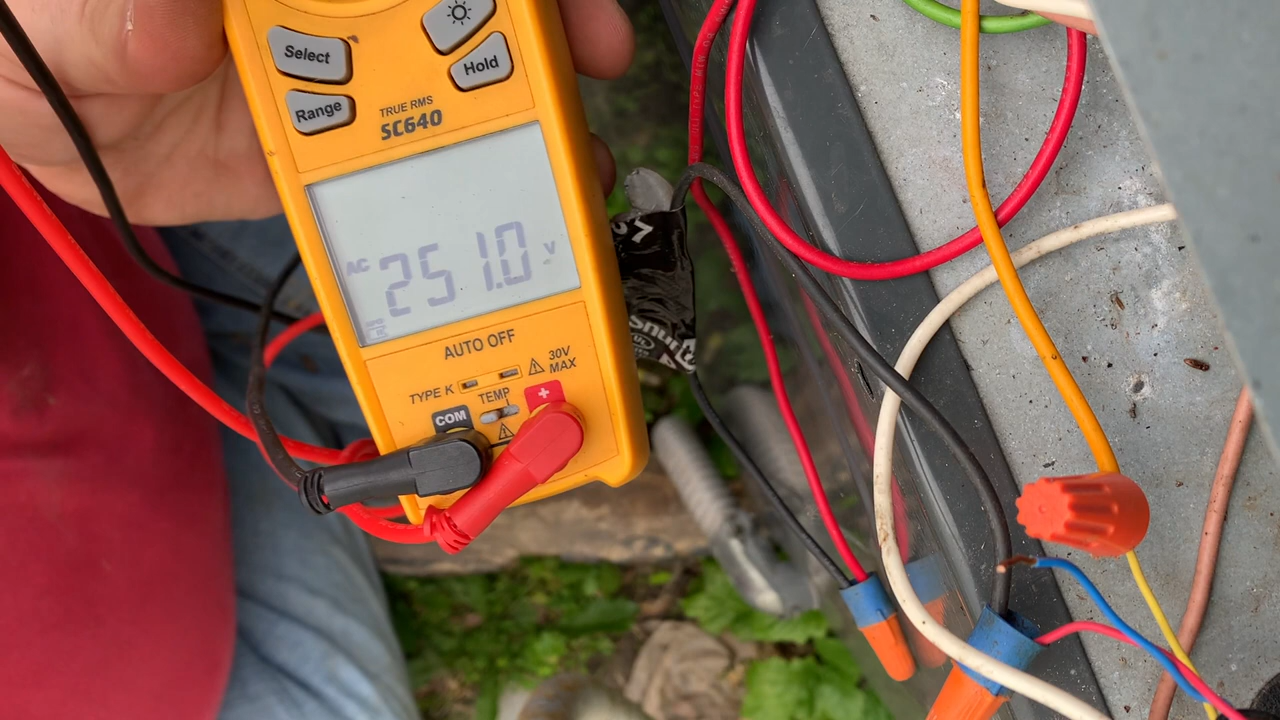 Select
Hold
Range
TRUE RMS
SC640
AC 251.0 V
AUTO OFF
TYPE K
30V
MAX
TEMP
+
COM